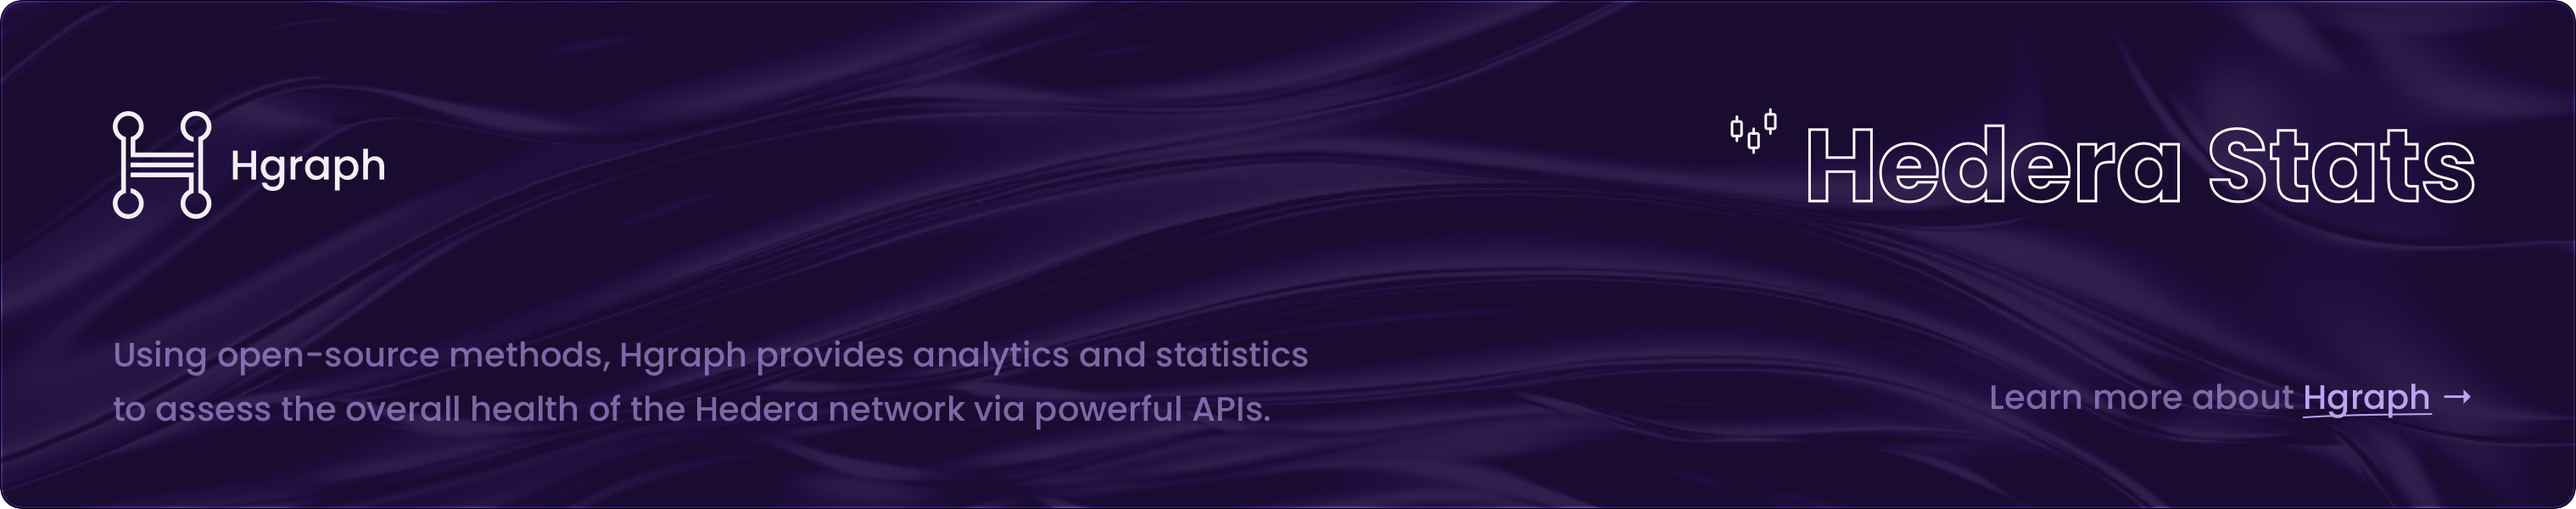 Hgraph
Hedera Stats
Using open-source methods, Hgraph provides analytics and statistics
to assess the overall health of the Hedera network via powerful APIs.
Learn more about Hgraph →